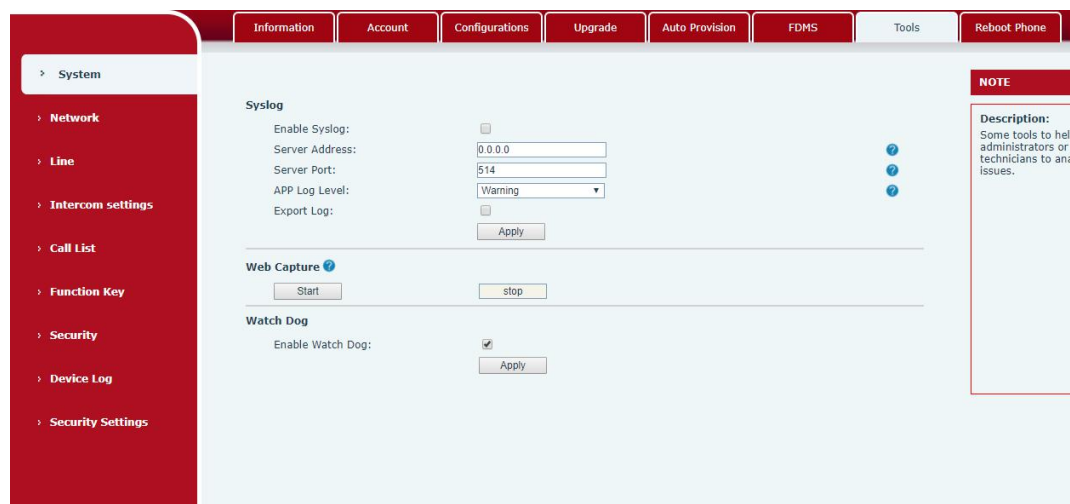 Information Account Configurations Upgrade Auto Provision FDMS Tools Reboot Phone
› System
› Network
› Line
› Intercom settings
› Call List
› Function Key
› Security
› Device Log
› Security Settings
Syslog
Enable Syslog:
Server Address: 0.0.0.0
Server Port: 514
APP Log Level: Warning
Export Log:
Apply
Web Capture
Start stop
Watch Dog
Enable Watch Dog:
Apply
NOTE
Description:
Some tools to hel
administrators or
technicians to ana
issues.